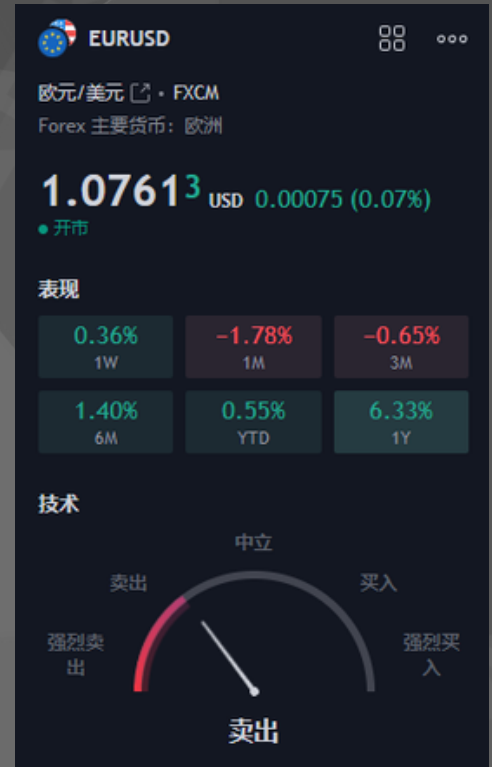 EURUSD
欧元/美元 · FXCM
Forex 主要货币：欧洲
1.07613 USD 0.00075 (0.07%)
开市
表现
0.36% −1.78% −0.65%
1W 1M 3M
1.40% 0.55% 6.33%
6M YTD 1Y
技术
中立
卖出 买入
强烈卖出 强烈买入
卖出